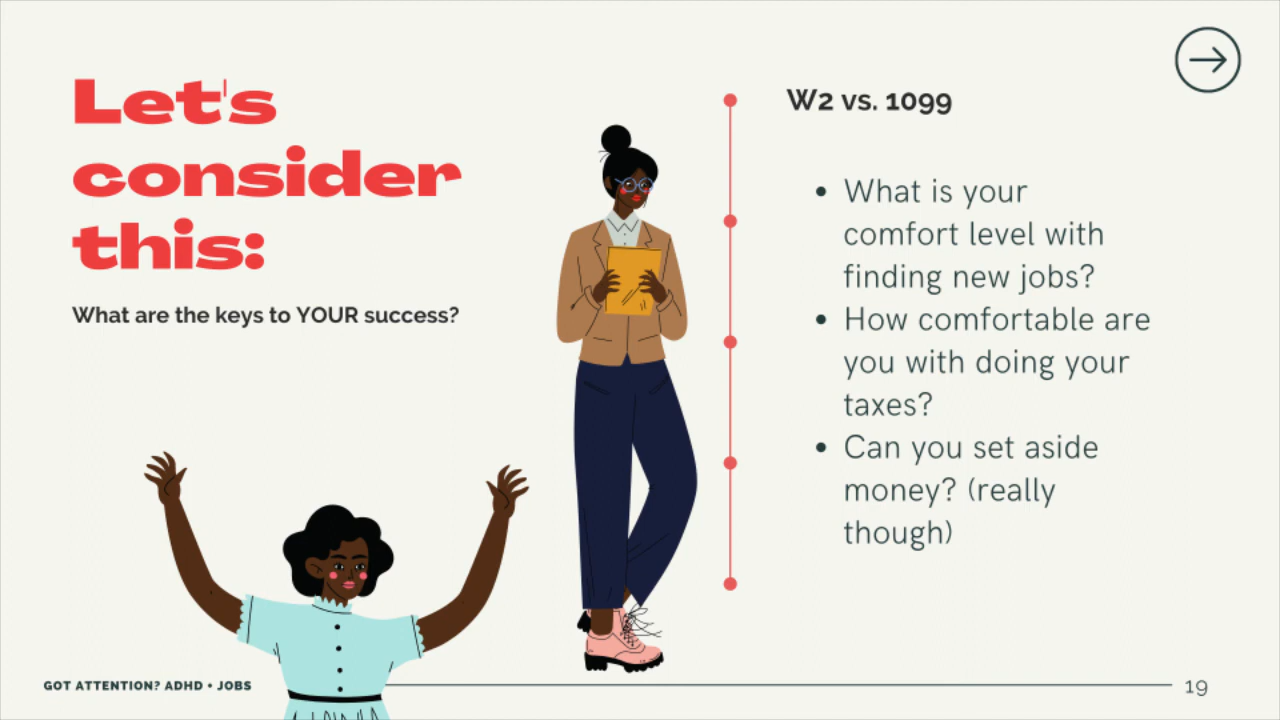 Let's
consider
this:
What are the keys to YOUR success?
W2 vs. 1099
• What is your
comfort level with
finding new jobs?
• How comfortable are
you with doing your
taxes?
• Can you set aside
money? (really
though)
GOT ATTENTION? ADHD • JOBS
19